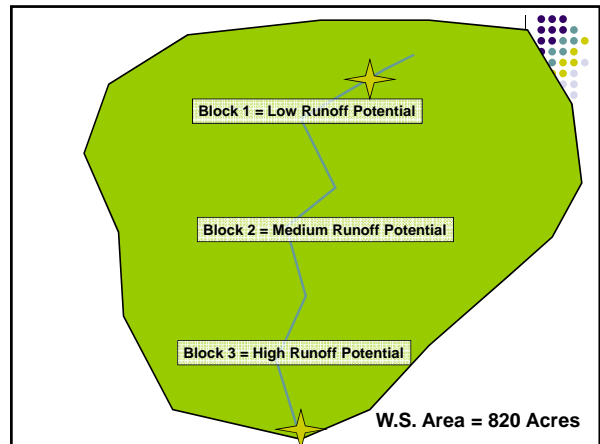 Block 1 = Low Runoff Potential
Block 2 = Medium Runoff Potential
Block 3 = High Runoff Potential
W.S. Area = 820 Acres